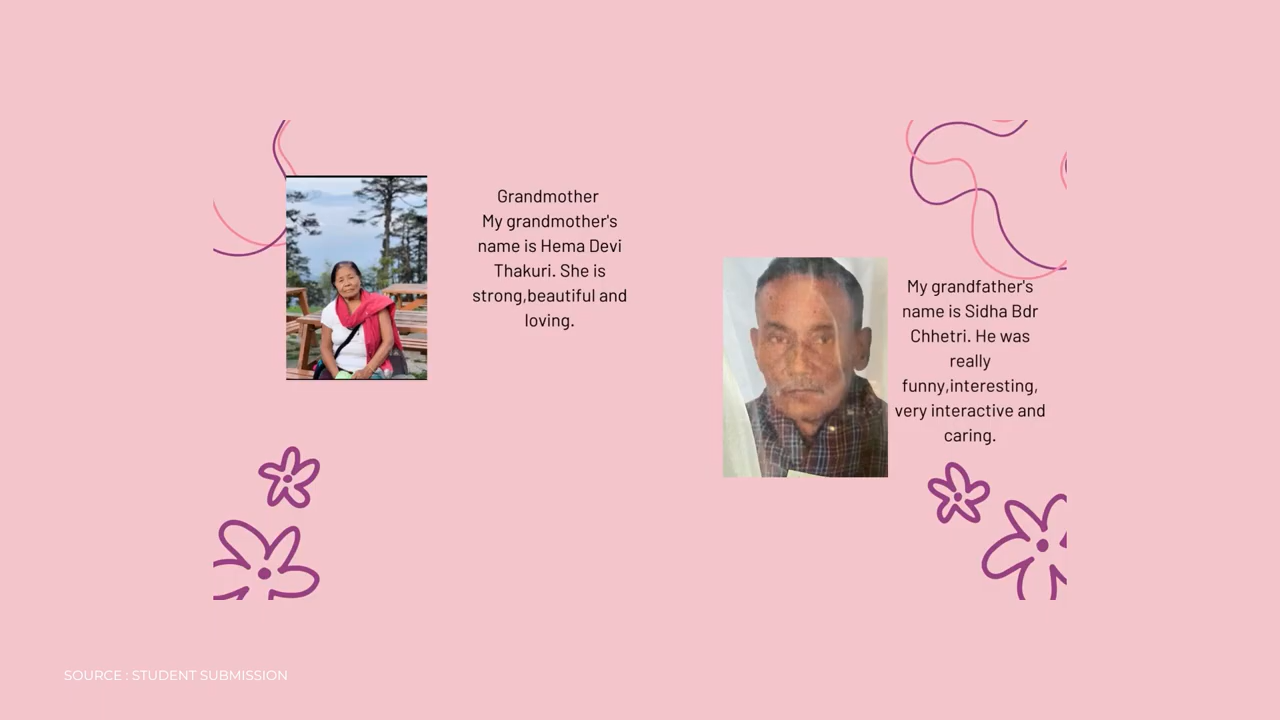 Grandmother
My grandmother's
name is Hema Devi
Thakuri. She is
strong,beautiful and
loving.
My grandfather's
name is Sidha Bdr
Chhetri. He was
really
funny,interesting,
very interactive and
caring.
SOURCE : STUDENT SUBMISSION